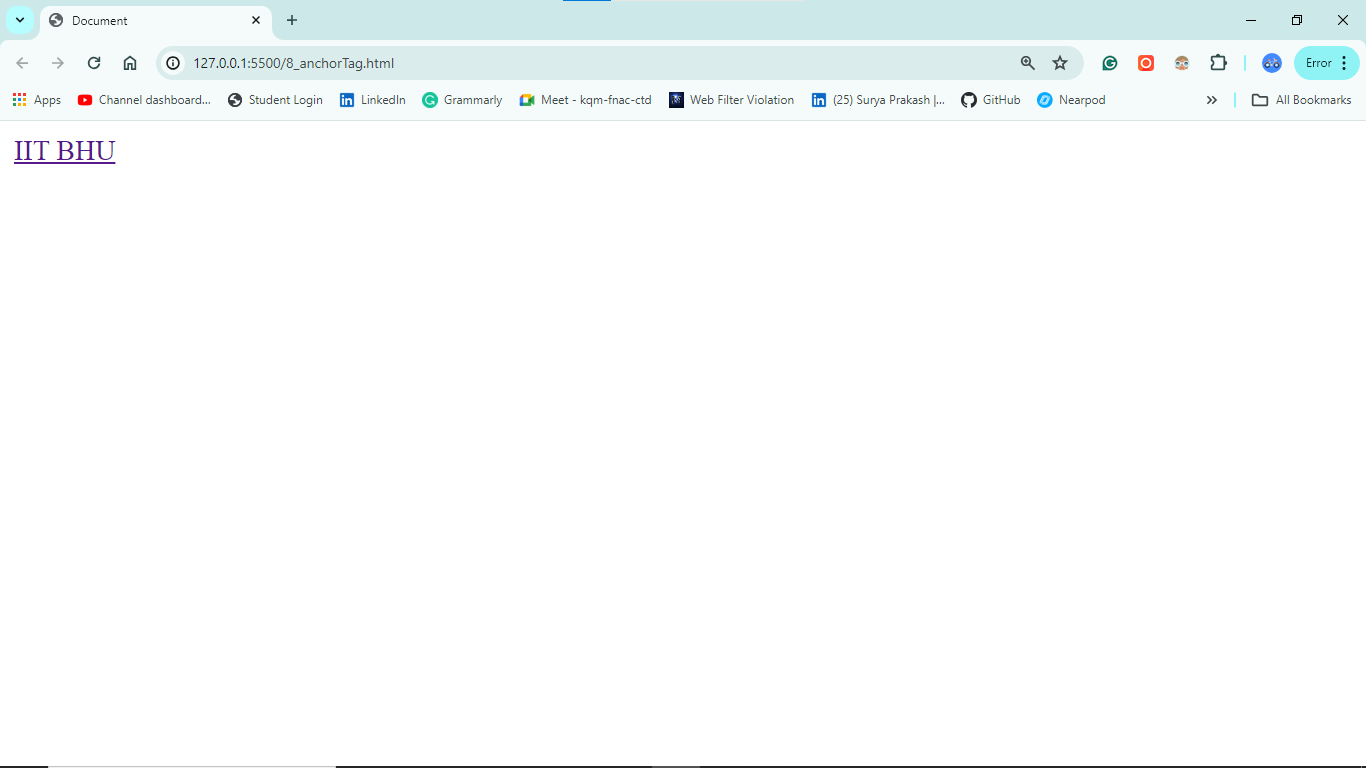 Document
127.0.0.1:5500/8_anchorTag.html
Error
Apps Channel dashboard... Student Login LinkedIn Grammarly Meet - kqm-fnac-ctd Web Filter Violation (25) Surya Prakash |... GitHub Nearpod All Bookmarks
IIT BHU